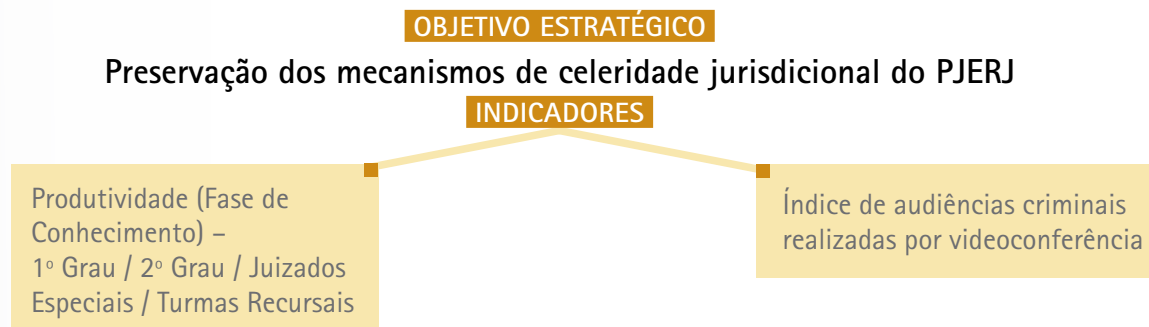 OBJETIVO ESTRATÉGICO
Preservação dos mecanismos de celeridade jurisdicional do PJERJ
INDICADORES
Produtividade (Fase de
Conhecimento) –
1º Grau / 2º Grau / Juizados
Especiais / Turmas Recursais
Índice de audiências criminais
realizadas por videoconferência